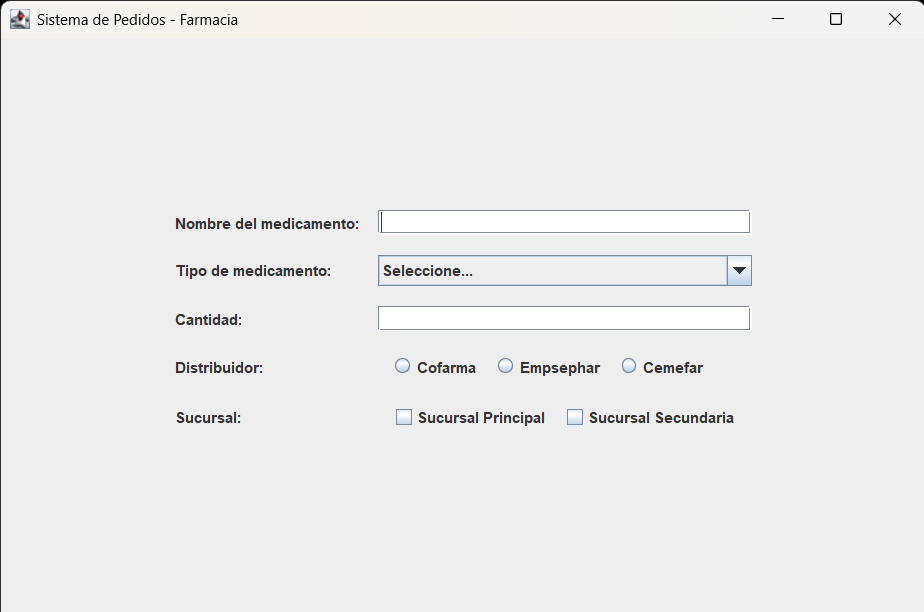 Sistema de Pedidos - Farmacia
Nombre del medicamento:
Tipo de medicamento: Seleccione...
Cantidad:
Distribuidor: Cofarma Empsephar Cemefar
Sucursal: Sucursal Principal Sucursal Secundaria